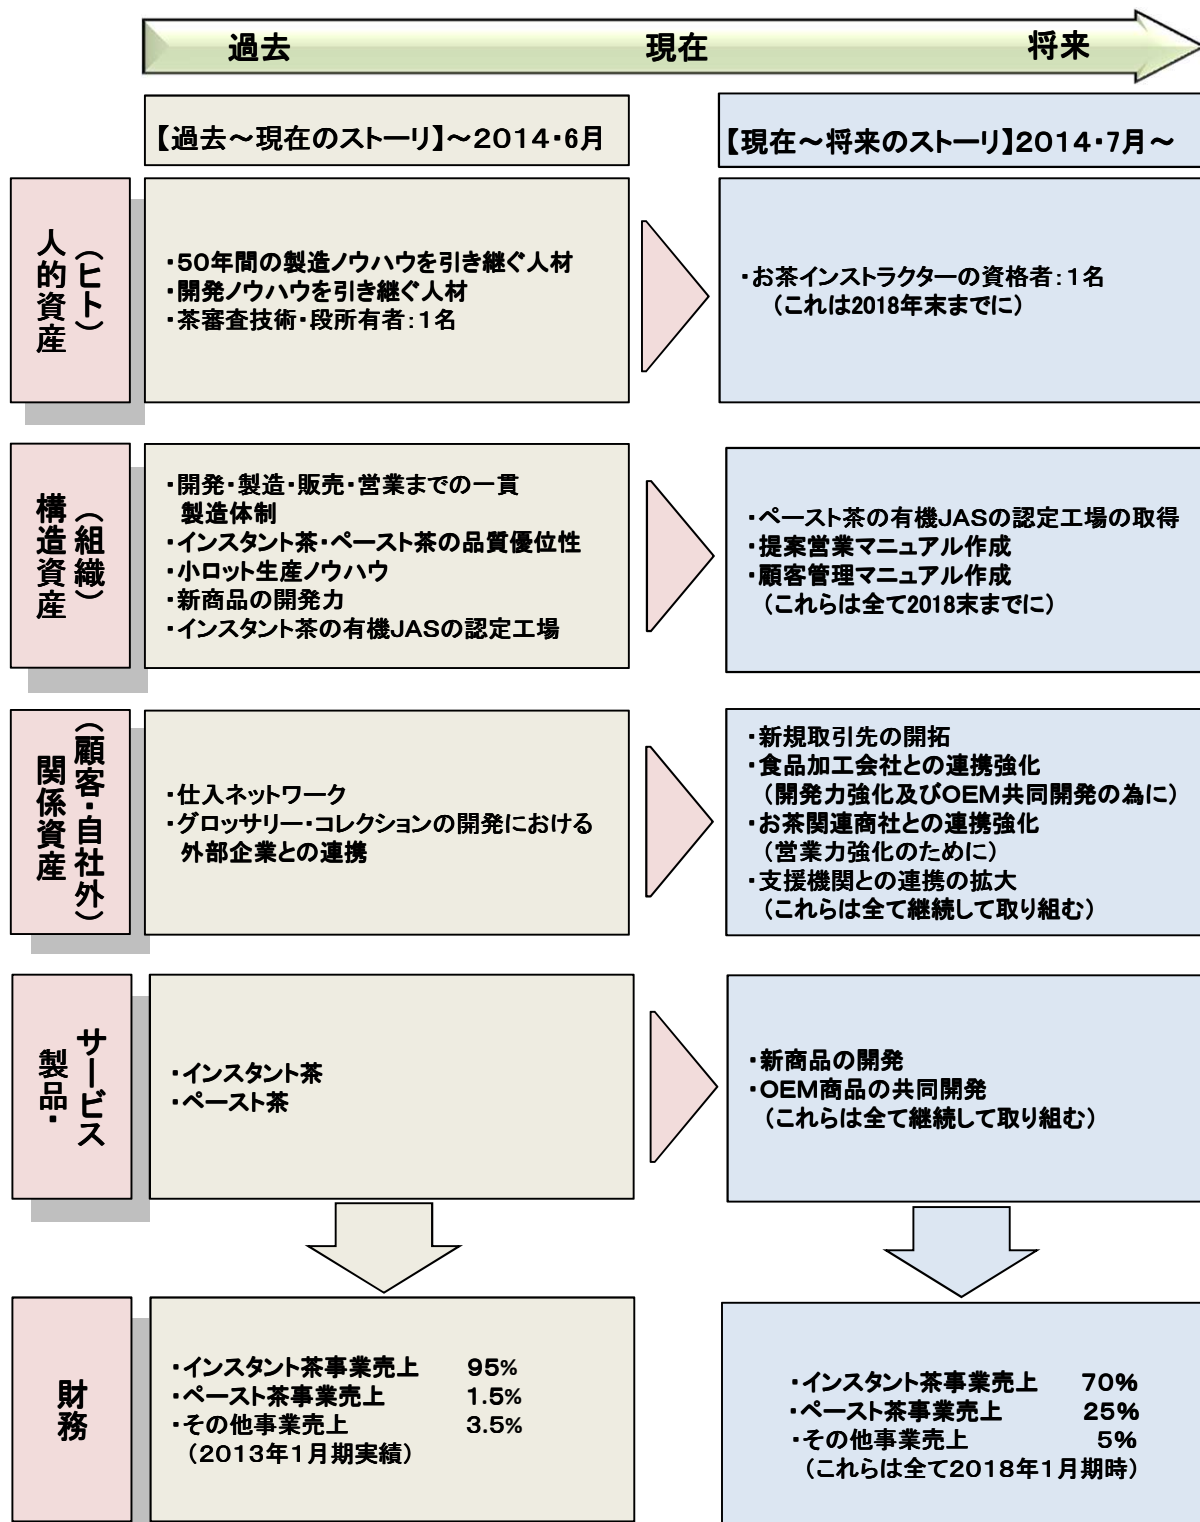 過去 現在 将来
【過去～現在のストーリ】～2014・6月
【現在～将来のストーリ】2014・7月～
人的資産
（ヒト）
・50年間の製造ノウハウを引き継ぐ人材
・開発ノウハウを引き継ぐ人材
・茶審査技術・段所有者：1名
・お茶インストラクターの資格者：1名
（これは2018年末までに）
構造資産
（組織）
・開発・製造・販売・営業までの一貫
製造体制
・インスタント茶・ペースト茶の品質優位性
・小ロット生産ノウハウ
・新商品の開発力
・インスタント茶の有機JASの認定工場
・ペースト茶の有機JASの認定工場の取得
・提案営業マニュアル作成
・顧客管理マニュアル作成
（これらは全て2018末までに）
関係資産
（顧客・自社外）
・仕入ネットワーク
・グロッサリー・コレクションの開発における
外部企業との連携
・新規取引先の開拓
・食品加工会社との連携強化
（開発力強化及びOEM共同開発の為に）
・お茶関連商社との連携強化
（営業力強化のために）
・支援機関との連携の拡大
（これらは全て継続して取り組む）
製品・
サービス
・インスタント茶
・ペースト茶
・新商品の開発
・OEM商品の共同開発
（これらは全て継続して取り組む）
財務
・インスタント茶事業売上 95%
・ペースト茶事業売上 1.5%
・その他事業売上 3.5%
（2013年1月期実績）
・インスタント茶事業売上 70%
・ペースト茶事業売上 25%
・その他事業売上 5%
（これらは全て2018年1月期時）